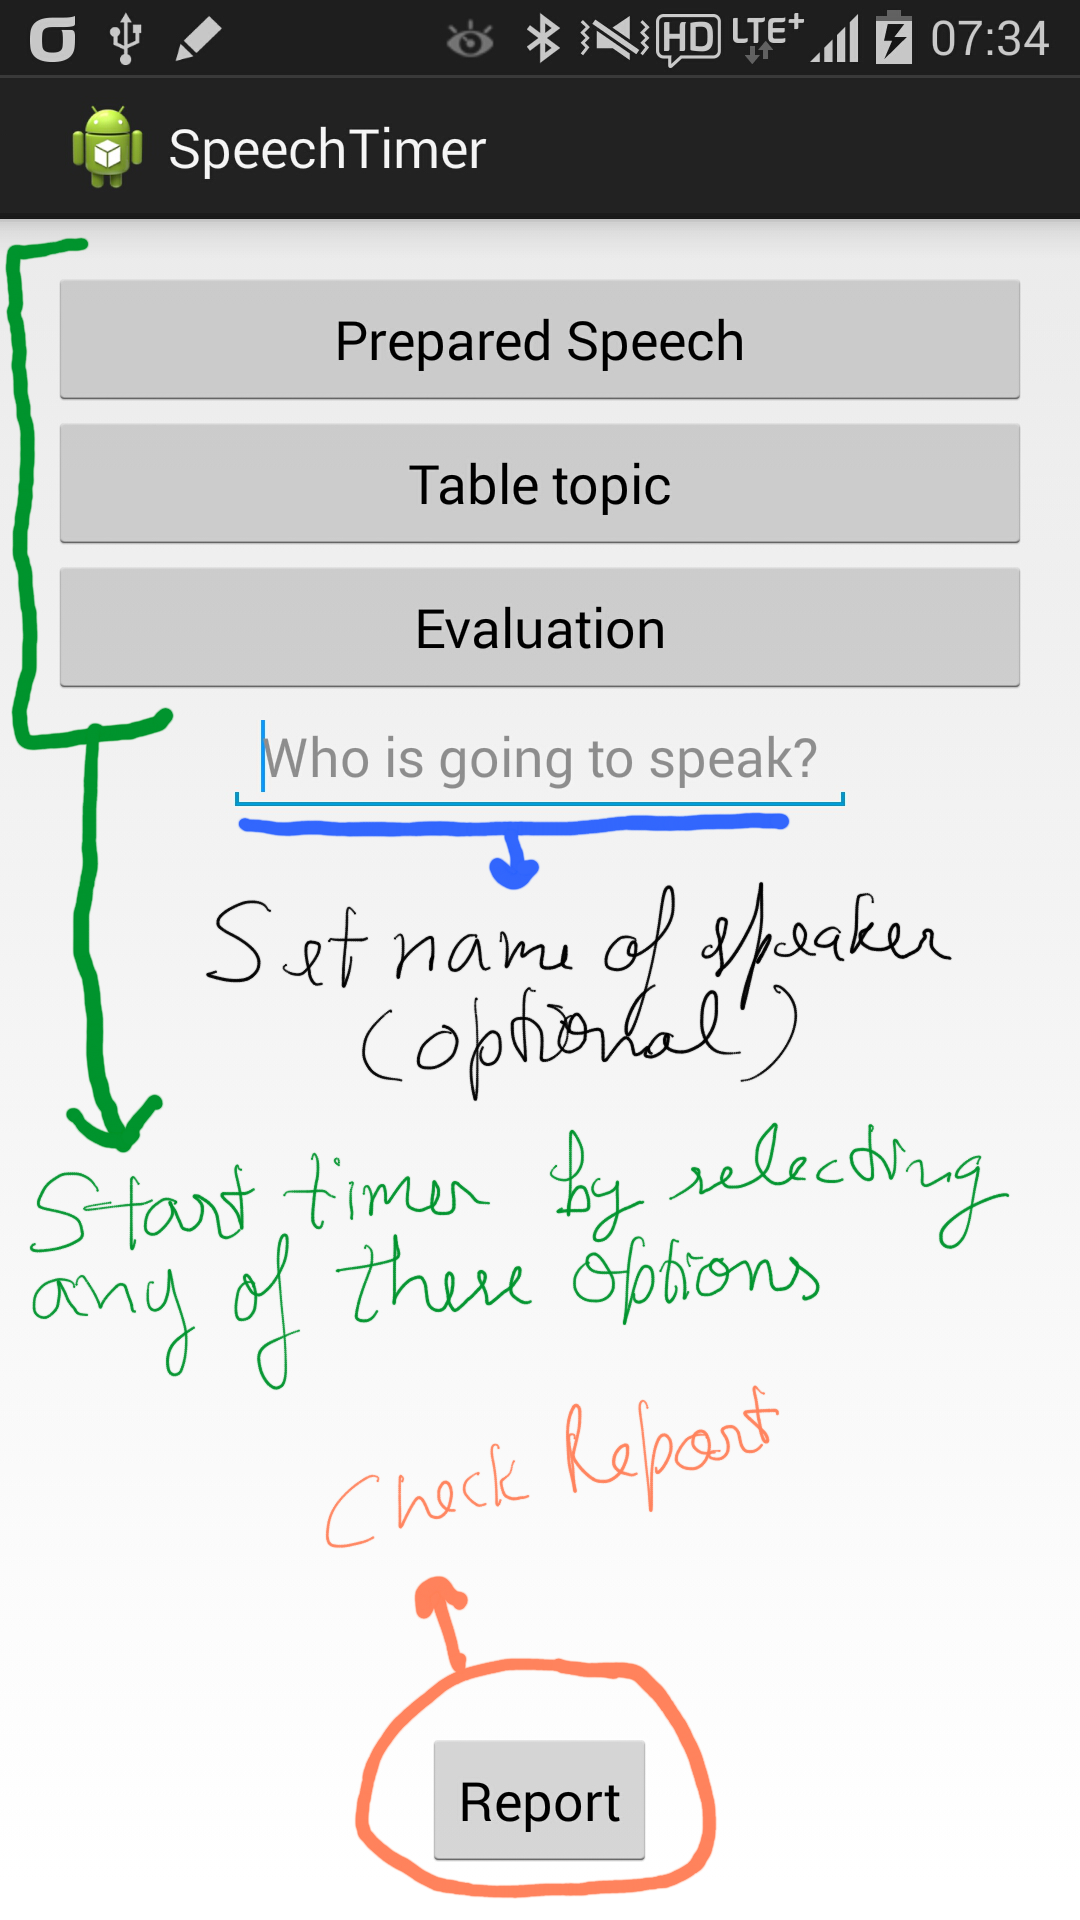 HD LTE+ 07:34
SpeechTimer
Prepared Speech
Table topic
Evaluation
Who is going to speak?
Set name of speaker
(optional)
Start timer by selecting
any of these options
Check Report
Report